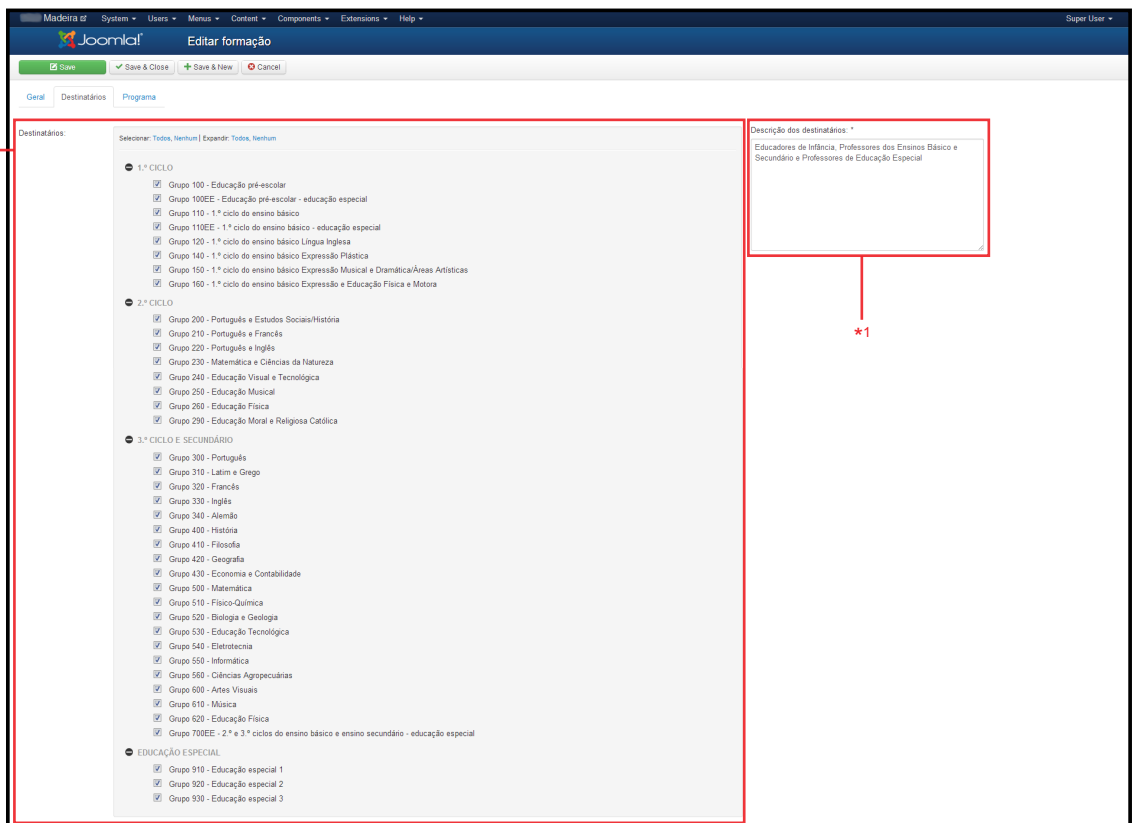 Madeira System Users Menus Content Components Extensions Help Super User
Joomla! Editar formação
Save Save & Close Save & New Cancel
Geral Destinatários Programa
Destinatários:
Selecionar: Todos, Nenhum | Expandir: Todos, Nenhum
1.º CICLO
Grupo 100 - Educação pré-escolar
Grupo 100EE - Educação pré-escolar - educação especial
Grupo 110 - 1.º ciclo do ensino básico
Grupo 110EE - 1.º ciclo do ensino básico - educação especial
Grupo 120 - 1.º ciclo do ensino básico Língua Inglesa
Grupo 140 - 1.º ciclo do ensino básico Expressão Plástica
Grupo 150 - 1.º ciclo do ensino básico Expressão Musical e Dramática/Áreas Artísticas
Grupo 160 - 1.º ciclo do ensino básico Expressão e Educação Física e Motora
2.º CICLO
Grupo 200 - Português e Estudos Sociais/História
Grupo 210 - Português e Francês
Grupo 220 - Português e Inglês
Grupo 230 - Matemática e Ciências da Natureza
Grupo 240 - Educação Visual e Tecnológica
Grupo 250 - Educação Musical
Grupo 260 - Educação Física
Grupo 290 - Educação Moral e Religiosa Católica
3.º CICLO E SECUNDÁRIO
Grupo 300 - Português
Grupo 310 - Latim e Grego
Grupo 320 - Francês
Grupo 330 - Inglês
Grupo 340 - Alemão
Grupo 400 - História
Grupo 410 - Filosofia
Grupo 420 - Geografia
Grupo 430 - Economia e Contabilidade
Grupo 500 - Matemática
Grupo 510 - Físico-Química
Grupo 520 - Biologia e Geologia
Grupo 530 - Educação Tecnológica
Grupo 540 - Eletrotecnia
Grupo 550 - Informática
Grupo 560 - Ciências Agropecuárias
Grupo 600 - Artes Visuais
Grupo 610 - Música
Grupo 620 - Educação Física
Grupo 700EE - 2.º e 3.º ciclos do ensino básico e ensino secundário - educação especial
EDUCAÇÃO ESPECIAL
Grupo 910 - Educação especial 1
Grupo 920 - Educação especial 2
Grupo 930 - Educação especial 3
Descrição dos destinatários: *
Educadores de Infância, Professores dos Ensinos Básico e
Secundário e Professores de Educação Especial
*1